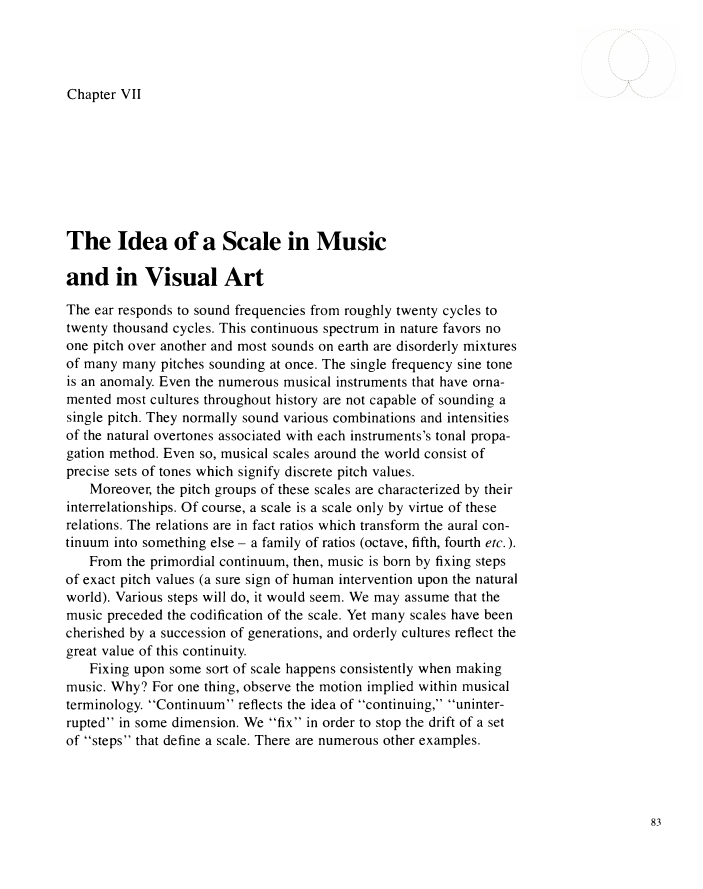 Chapter VII
The Idea of a Scale in Music
and in Visual Art
The ear responds to sound frequencies from roughly twenty cycles to
twenty thousand cycles. This continuous spectrum in nature favors no
one pitch over another and most sounds on earth are disorderly mixtures
of many many pitches sounding at once. The single frequency sine tone
is an anomaly. Even the numerous musical instruments that have orna-
mented most cultures throughout history are not capable of sounding a
single pitch. They normally sound various combinations and intensities
of the natural overtones associated with each instruments's tonal propa-
gation method. Even so, musical scales around the world consist of
precise sets of tones which signify discrete pitch values.
Moreover, the pitch groups of these scales are characterized by their
interrelationships. Of course, a scale is a scale only by virtue of these
relations. The relations are in fact ratios which transform the aural con-
tinuum into something else – a family of ratios (octave, fifth, fourth etc.).
From the primordial continuum, then, music is born by fixing steps
of exact pitch values (a sure sign of human intervention upon the natural
world). Various steps will do, it would seem. We may assume that the
music preceded the codification of the scale. Yet many scales have been
cherished by a succession of generations, and orderly cultures reflect the
great value of this continuity.
Fixing upon some sort of scale happens consistently when making
music. Why? For one thing, observe the motion implied within musical
terminology. “Continuum” reflects the idea of “continuing,” “uninter-
rupted” in some dimension. We “fix” in order to stop the drift of a set
of “steps” that define a scale. There are numerous other examples.
83